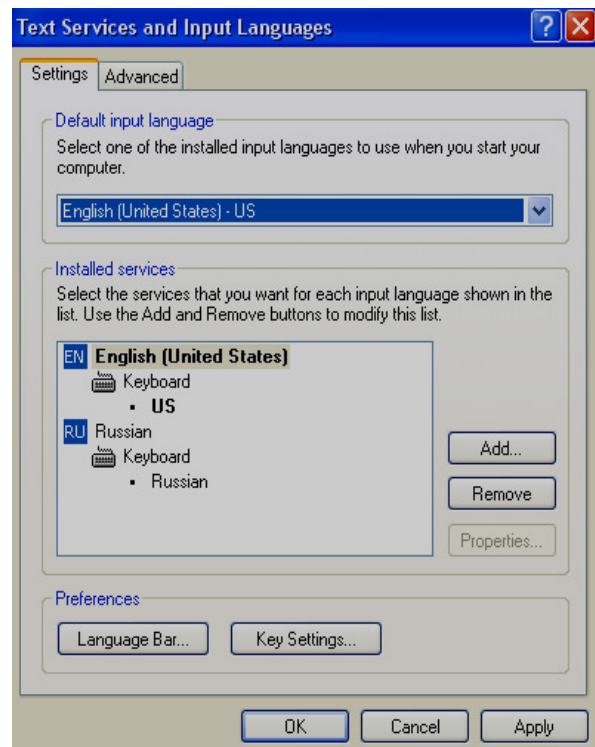 Text Services and Input Languages
Settings
Advanced
Default input language
Select one of the installed input languages to use when you start your
computer.
English (United States) - US
Installed services
Select the services that you want for each input language shown in the
list. Use the Add and Remove buttons to modify this list.
EN English (United States)
Keyboard
US
RU Russian
Keyboard
Russian
Add...
Remove
Properties...
Preferences
Language Bar...
Key Settings...
OK
Cancel
Apply